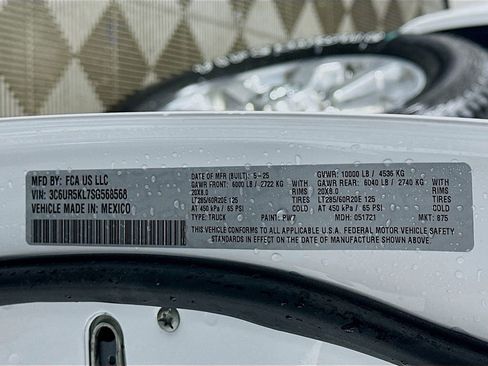 MFD BY: FCA US LLC
VIN: 3C6UR5KL7SG568568
VEHICLE MADE IN: MEXICO
DATE OF MFR (BUILT): 5-25
GVWR: 10000 LB / 4536 KG
GAWR FRONT: 6000 LB / 2722 KG
GAWR REAR: 6040 LB / 2740 KG
20X8.0 RIMS
20X8.0 RIMS
LT285/60R20E 125 TIRES
LT285/60R20E 125 TIRES
AT 450 kPa / 65 PSI COLD
AT 450 kPa / 65 PSI COLD
TYPE: TRUCK PAINT: PW7 MDH: 051721 MKT: 875
THIS VEHICLE CONFORMS TO ALL APPLICABLE U.S.A. FEDERAL MOTOR VEHICLE SAFETY
STANDARDS IN EFFECT ON THE DATE OF MANUFACTURE SHOWN ABOVE